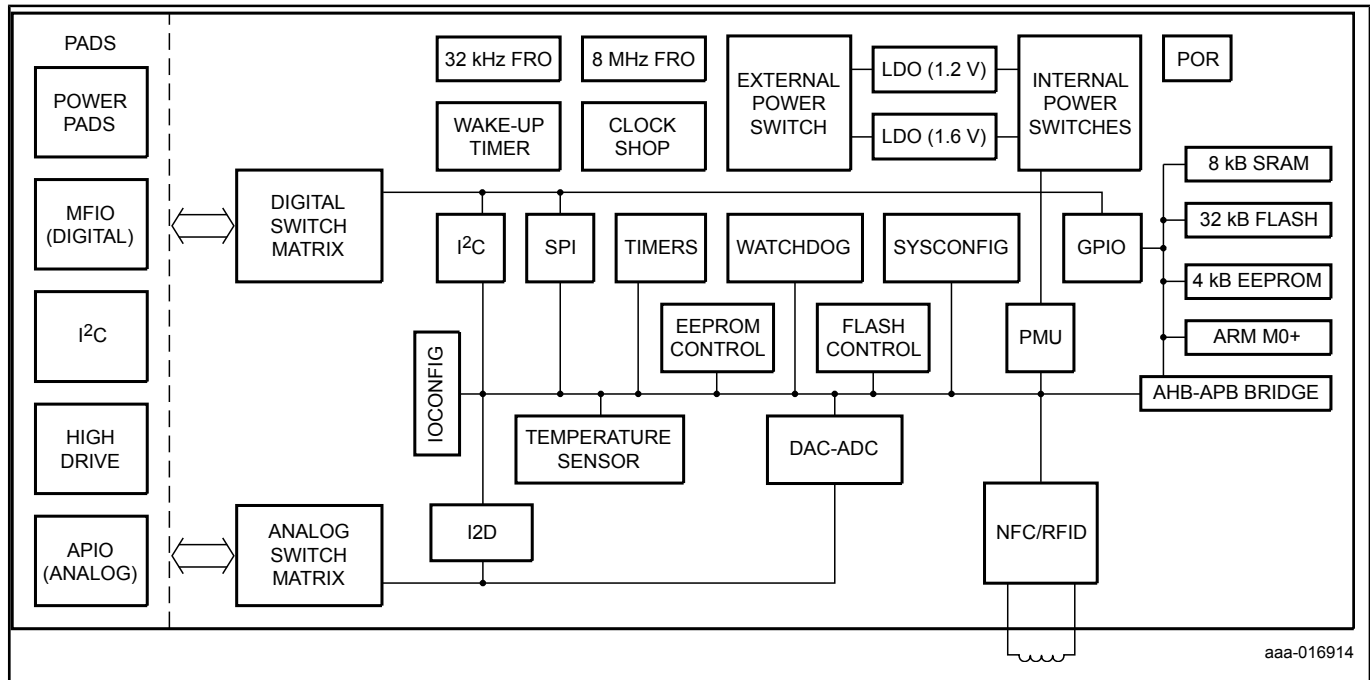 PADS
POWER
PADS
MFIO
(DIGITAL)
I²C
HIGH
DRIVE
APIO
(ANALOG)
DIGITAL
SWITCH
MATRIX
ANALOG
SWITCH
MATRIX
32 kHz FRO
8 MHz FRO
WAKE-UP
TIMER
CLOCK
SHOP
EXTERNAL
POWER
SWITCH
LDO (1.2 V)
LDO (1.6 V)
INTERNAL
POWER
SWITCHES
POR
I²C
SPI
TIMERS
WATCHDOG
SYSCONFIG
GPIO
8 kB SRAM
32 kB FLASH
4 kB EEPROM
ARM M0+
AHB-APB BRIDGE
IOCONFIG
EEPROM
CONTROL
FLASH
CONTROL
PMU
TEMPERATURE
SENSOR
DAC-ADC
I2D
NFC/RFID
aaa-016914